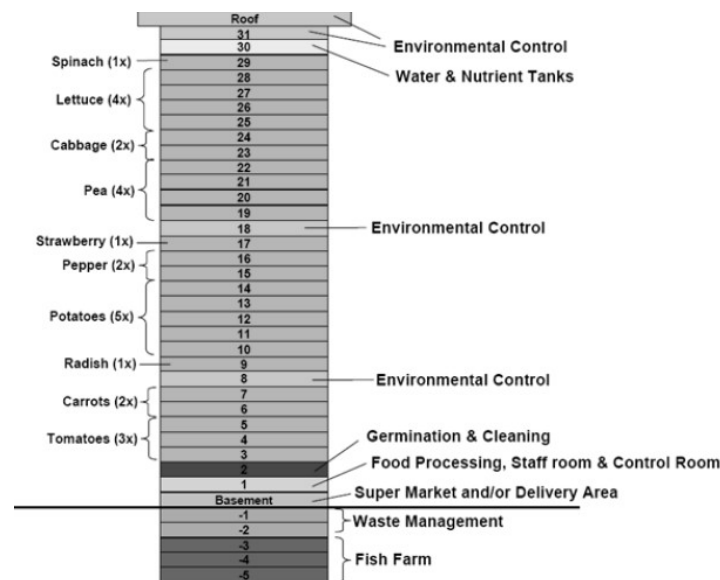 Roof
31
Environmental Control
30
Water & Nutrient Tanks
Spinach (1x)
29
28
Lettuce (4x)
27
26
25
Cabbage (2x)
24
23
Pea (4x)
22
21
20
19
18
Environmental Control
Strawberry (1x)
17
Pepper (2x)
16
15
Potatoes (5x)
14
13
12
11
10
Radish (1x)
9
8
Environmental Control
Carrots (2x)
7
6
Tomatoes (3x)
5
4
3
Germination & Cleaning
2
Food Processing, Staff room & Control Room
1
Super Market and/or Delivery Area
Basement
-1
Waste Management
-2
-3
Fish Farm
-4
-5